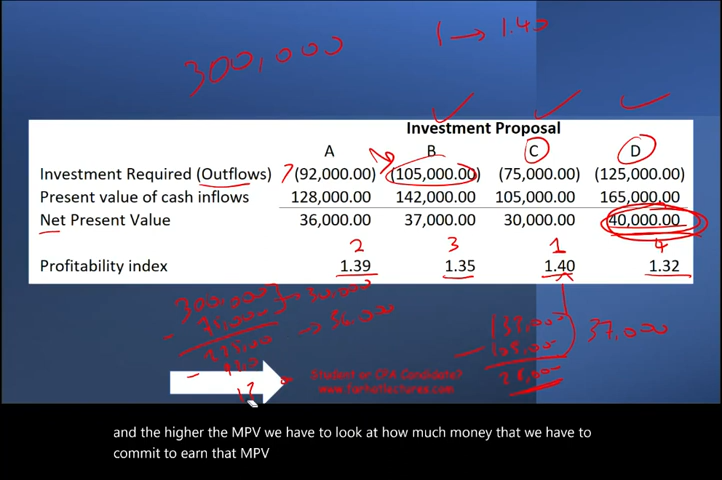 1 → 1.40
300,000
Investment Proposal
A B C D
Investment Required (Outflows) (92,000.00) (105,000.00) (75,000.00) (125,000.00)
Present value of cash inflows 128,000.00 142,000.00 105,000.00 165,000.00
Net Present Value 36,000.00 37,000.00 30,000.00 40,000.00
2 3 1 4
Profitability index 1.39 1.35 1.40 1.32
300,000
75,000
37,000
Student or CPA Candidate?
www.farhatlectures.com
and the higher the MPV we have to look at how much money that we have to
commit to earn that MPV